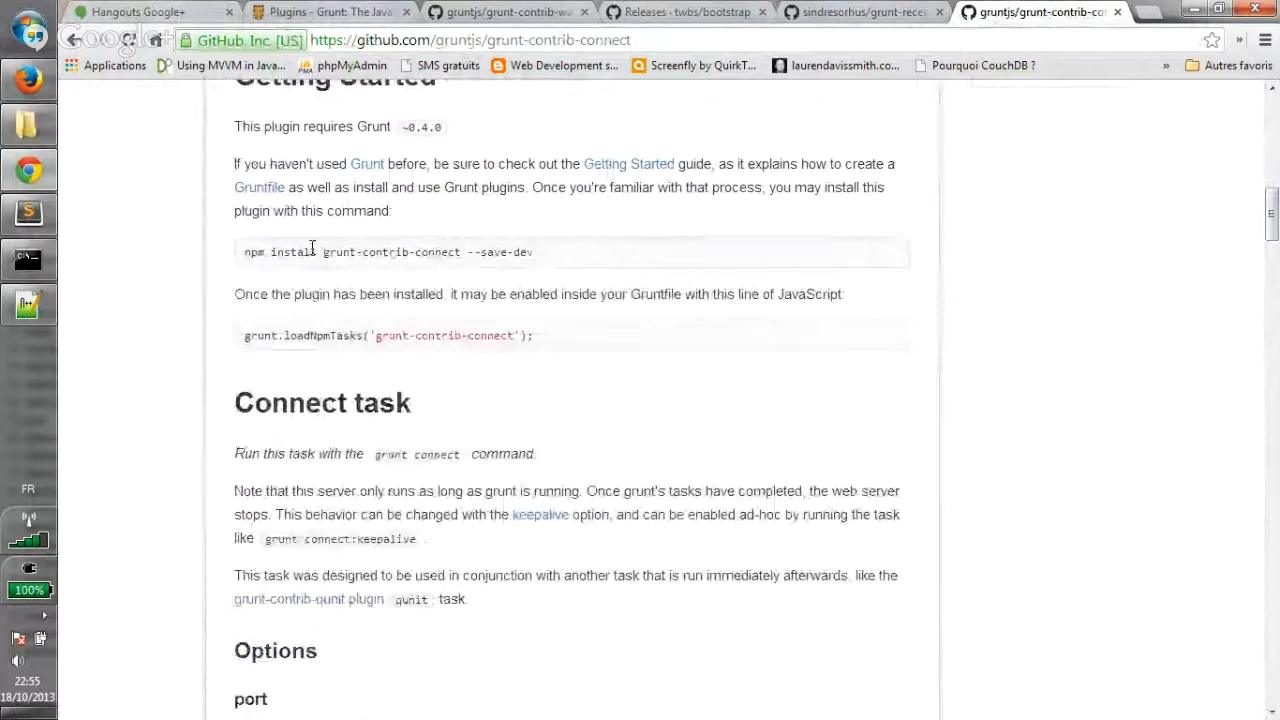 Hangouts Google+
Plugins - Grunt: The Java
gruntjs/grunt-contrib-wa
Releases · twbs/bootstrap
sindresorhus/grunt-rece
gruntjs/grunt-contrib-co
Google
GitHub, Inc. [US]
https://github.com/gruntjs/grunt-contrib-connect
Applications
Using MVVM in Java...
phpMyAdmin
SMS gratuits
Web Development s...
Screenfly by QuirkT...
laurendavissmith.co...
Pourquoi CouchDB ?
»
Autres favoris
Getting Started
This plugin requires Grunt ~0.4.0
If you haven't used Grunt before, be sure to check out the Getting Started guide, as it explains how to create a
Gruntfile as well as install and use Grunt plugins. Once you're familiar with that process, you may install this
plugin with this command:
npm install grunt-contrib-connect --save-dev
Once the plugin has been installed, it may be enabled inside your Gruntfile with this line of JavaScript:
grunt.loadNpmTasks('grunt-contrib-connect');
Connect task
Run this task with the grunt connect command.
Note that this server only runs as long as grunt is running. Once grunt's tasks have completed, the web server
stops. This behavior can be changed with the keepalive option, and can be enabled ad-hoc by running the task
like grunt connect:keepalive .
This task was designed to be used in conjunction with another task that is run immediately afterwards, like the
grunt-contrib-qunit plugin qunit task.
Options
port
FR
100%
22:55
18/10/2013